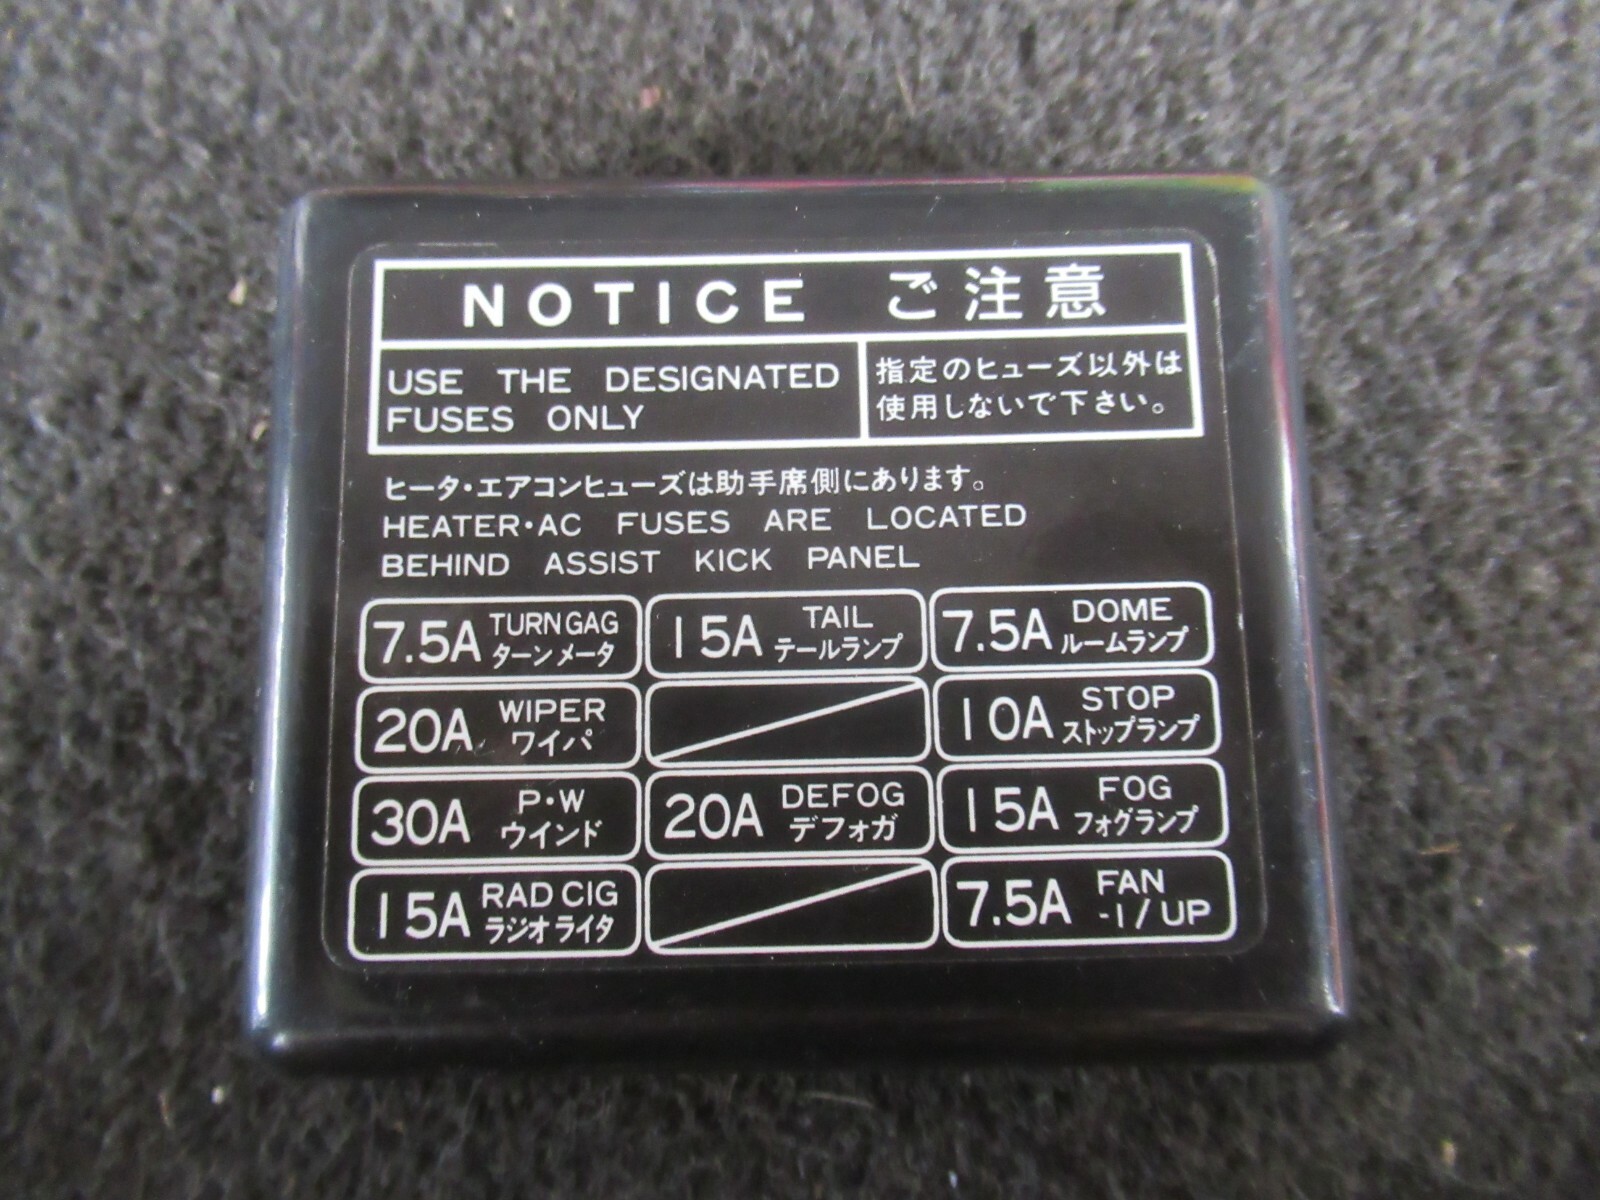 NOTICE ご注意
USE THE DESIGNATED
FUSES ONLY
指定のヒューズ以外は
使用しないで下さい。
ヒータ・エアコンヒューズは助手席側にあります。
HEATER・AC FUSES ARE LOCATED
BEHIND ASSIST KICK PANEL
7.5A TURN GAG
ターンメータ
15A TAIL
テールランプ
7.5A DOME
ルームランプ
20A WIPER
ワイパ
10A STOP
ストップランプ
30A P・W
ウインド
20A DEFOG
デフォガ
15A FOG
フォグランプ
15A RAD CIG
ラジオ ライタ
7.5A FAN
-I/UP